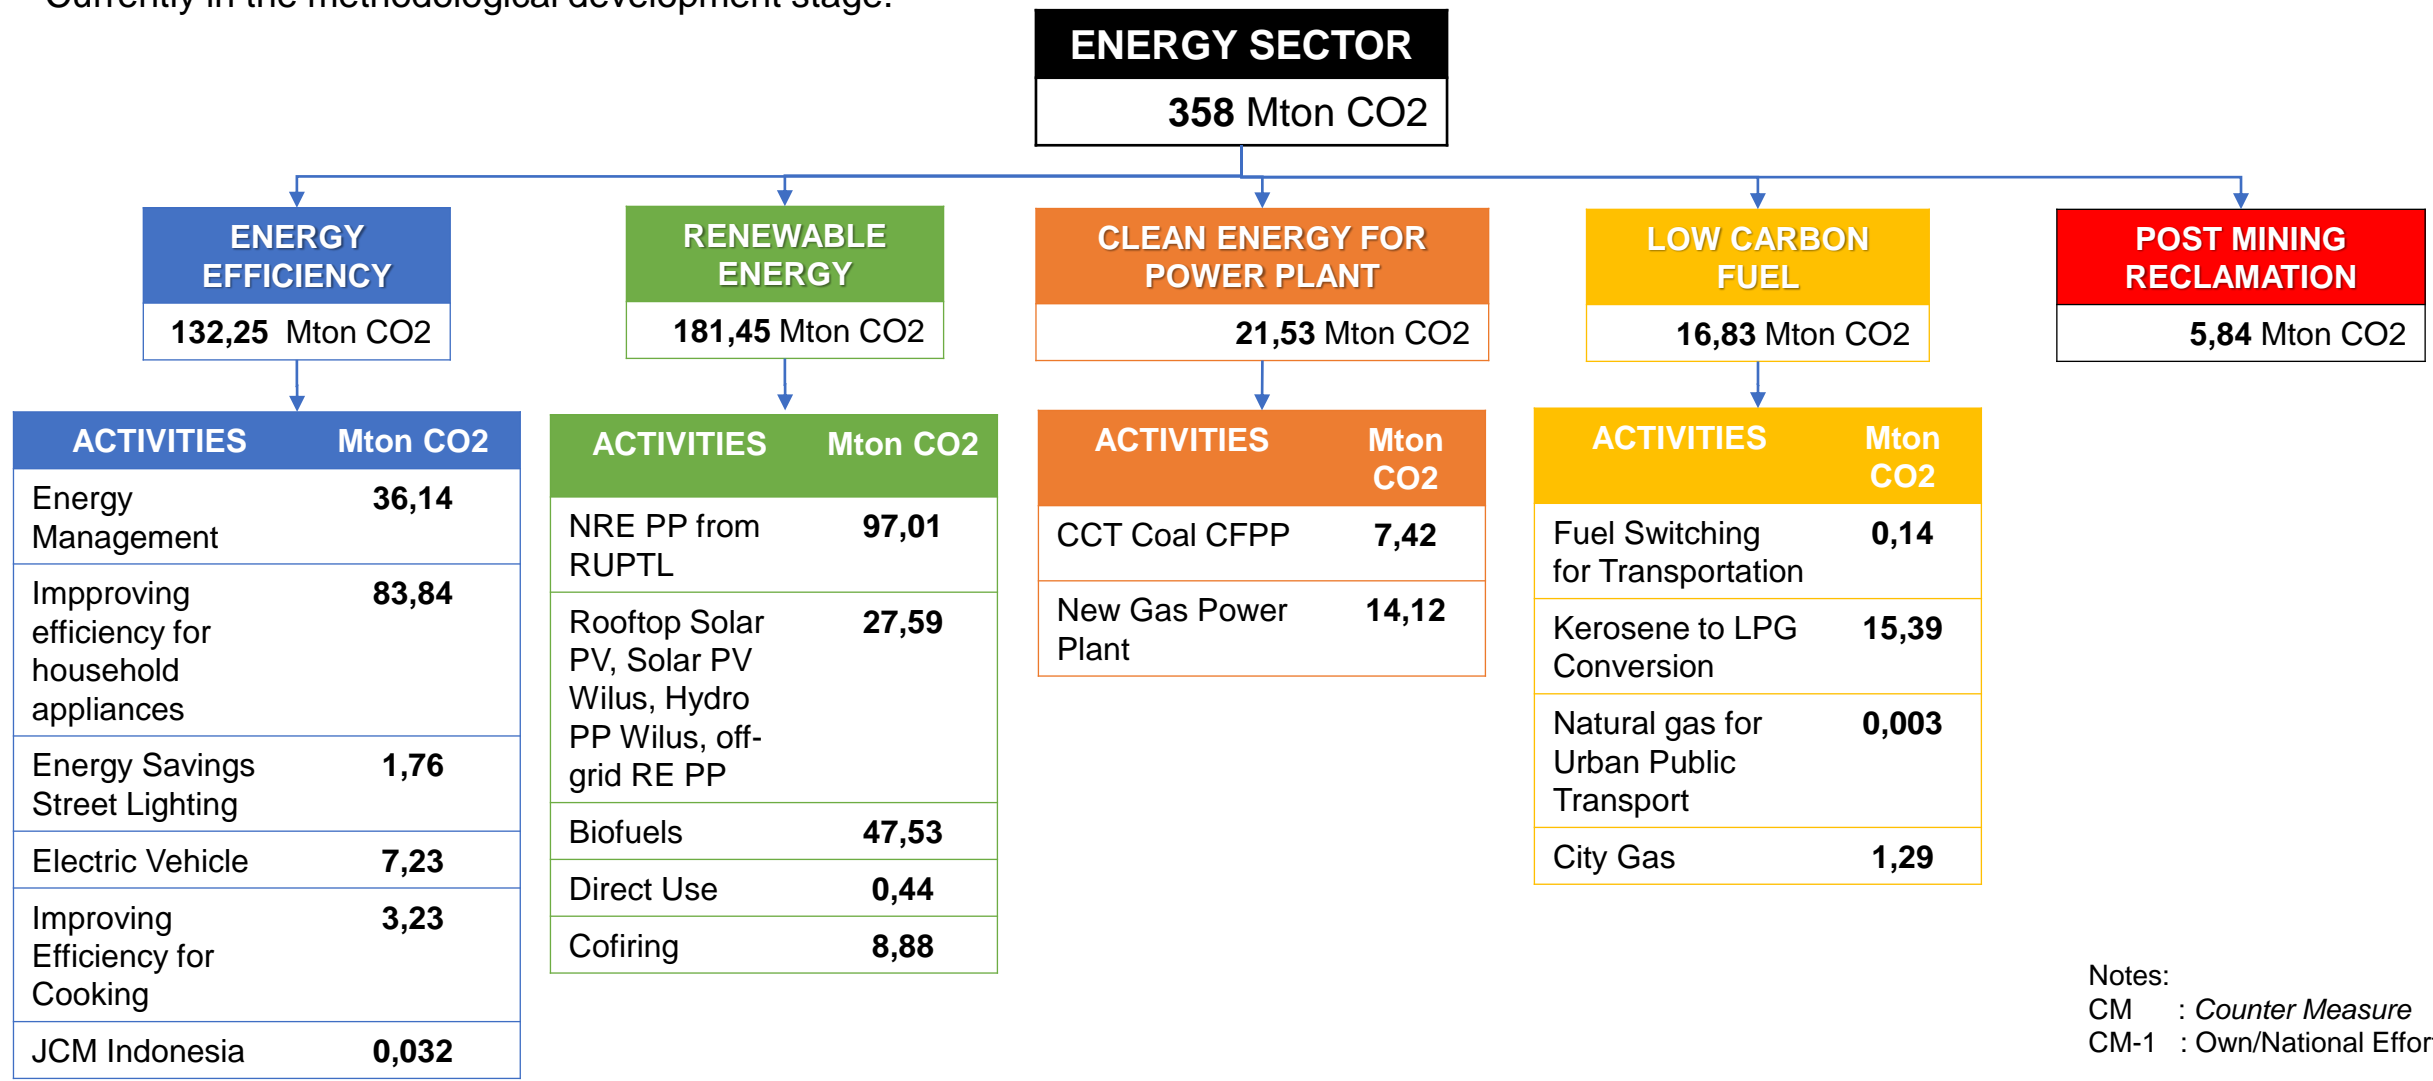 Currently in the methodological development stage.
ENERGY SECTOR
358 Mton CO2
ENERGY
EFFICIENCY
132,25 Mton CO2
RENEWABLE
ENERGY
181,45 Mton CO2
CLEAN ENERGY FOR
POWER PLANT
21,53 Mton CO2
LOW CARBON
FUEL
16,83 Mton CO2
POST MINING
RECLAMATION
5,84 Mton CO2
ACTIVITIES Mton CO2
Energy 36,14
Management
Impproving 83,84
efficiency for
household
appliances
Energy Savings 1,76
Street Lighting
Electric Vehicle 7,23
Improving 3,23
Efficiency for
Cooking
JCM Indonesia 0,032
ACTIVITIES Mton CO2
NRE PP from 97,01
RUPTL
Rooftop Solar 27,59
PV, Solar PV
Wilus, Hydro
PP Wilus, off-
grid RE PP
Biofuels 47,53
Direct Use 0,44
Cofiring 8,88
ACTIVITIES Mton
CO2
CCT Coal CFPP 7,42
New Gas Power 14,12
Plant
ACTIVITIES Mton
CO2
Fuel Switching 0,14
for Transportation
Kerosene to LPG 15,39
Conversion
Natural gas for 0,003
Urban Public
Transport
City Gas 1,29
Notes:
CM : Counter Measure
CM-1 : Own/National Effor